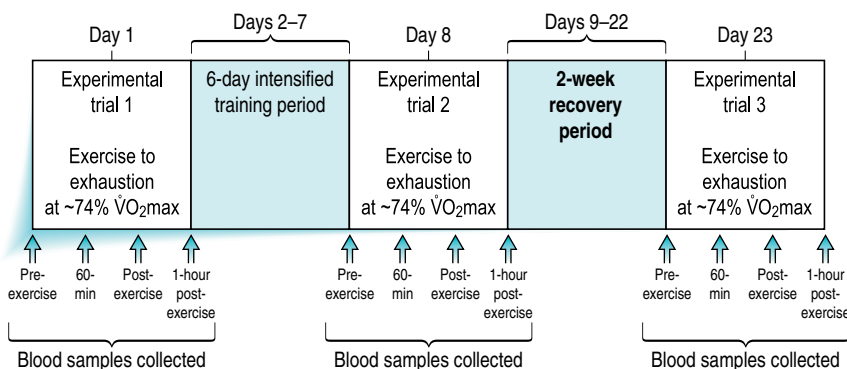 Day 1
Days 2–7
Day 8
Days 9–22
Day 23
Experimental
trial 1
Exercise to
exhaustion
at ~74% V̊O₂max
6-day intensified
training period
Experimental
trial 2
Exercise to
exhaustion
at ~74% V̊O₂max
2-week
recovery
period
Experimental
trial 3
Exercise to
exhaustion
at ~74% V̊O₂max
Pre-
exercise
60-
min
Post-
exercise
1-hour
post-
exercise
Pre-
exercise
60-
min
Post-
exercise
1-hour
post-
exercise
Pre-
exercise
60-
min
Post-
exercise
1-hour
post-
exercise
Blood samples collected
Blood samples collected
Blood samples collected